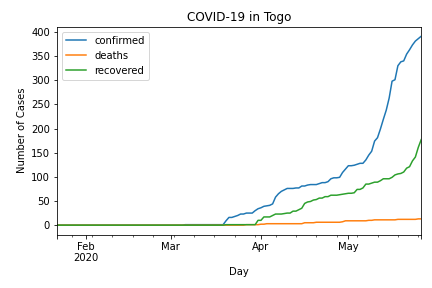 COVID-19 in Togo
confirmed
deaths
recovered
Number of Cases
400
350
300
250
200
150
100
50
0
Feb Mar Apr May
2020
Day